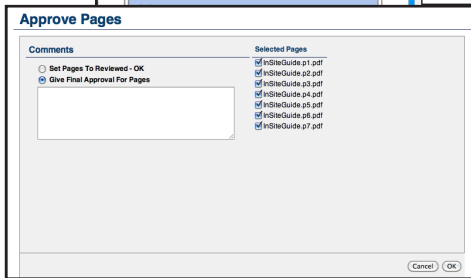 Approve Pages
Comments
Set Pages To Reviewed - OK
Give Final Approval For Pages
Selected Pages
InSiteGuide.p1.pdf
InSiteGuide.p2.pdf
InSiteGuide.p3.pdf
InSiteGuide.p4.pdf
InSiteGuide.p5.pdf
InSiteGuide.p6.pdf
InSiteGuide.p7.pdf
Cancel OK